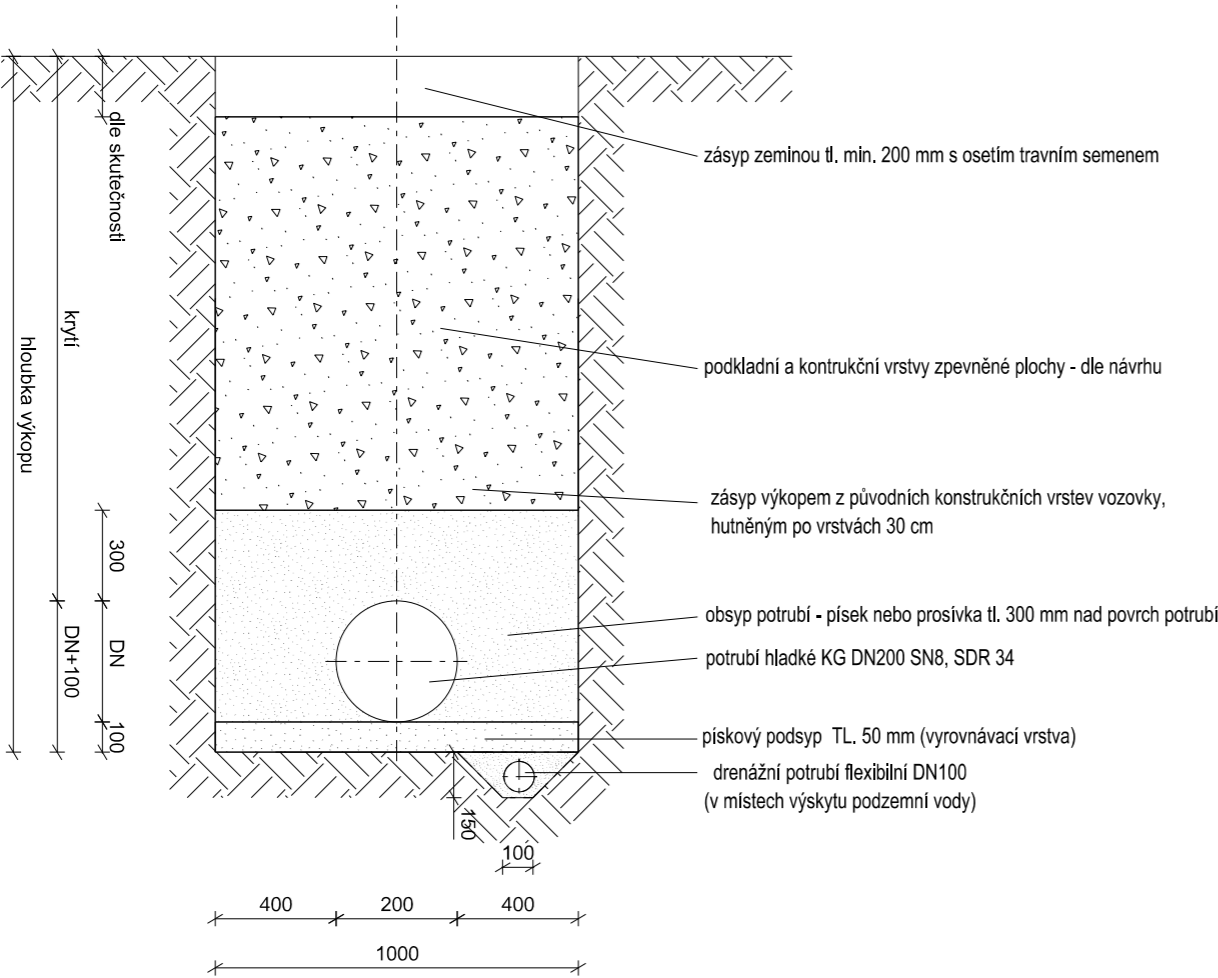 zásyp zeminou tl. min. 200 mm s osetím travním semenem
dle skutečnosti
krytí
hloubka výkopu
podkladní a kontrukční vrstvy zpevněné plochy - dle návrhu
zásyp výkopem z původních konstrukčních vrstev vozovky,
hutněným po vrstvách 30 cm
300
DN
DN+100
100
obsyp potrubí - písek nebo prosívka tl. 300 mm nad povrch potrubí
potrubí hladké KG DN200 SN8, SDR 34
pískový podsyp TL. 50 mm (vyrovnávací vrstva)
drenážní potrubí flexibilní DN100
(v místech výskytu podzemní vody)
150
100
400
200
400
1000